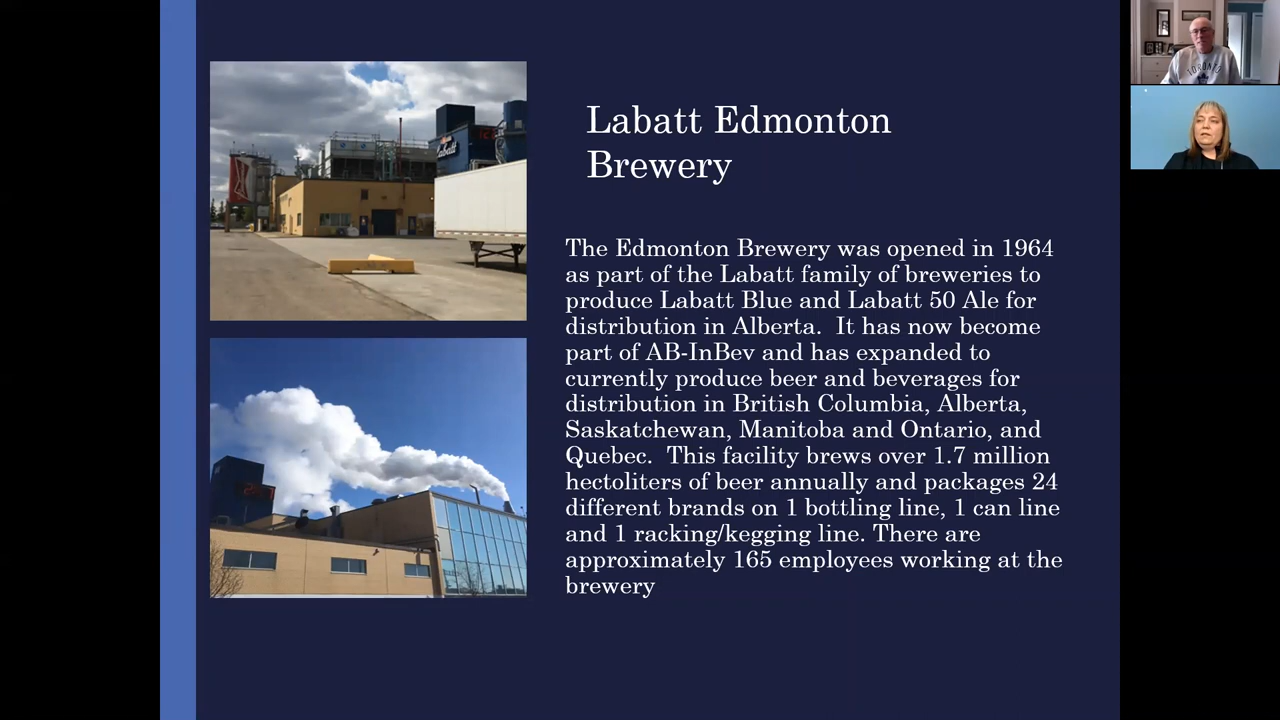 Labatt Edmonton
Brewery
The Edmonton Brewery was opened in 1964
as part of the Labatt family of breweries to
produce Labatt Blue and Labatt 50 Ale for
distribution in Alberta.  It has now become
part of AB-InBev and has expanded to
currently produce beer and beverages for
distribution in British Columbia, Alberta,
Saskatchewan, Manitoba and Ontario, and
Quebec.  This facility brews over 1.7 million
hectoliters of beer annually and packages 24
different brands on 1 bottling line, 1 can line
and 1 racking/kegging line. There are
approximately 165 employees working at the
brewery
TORONTO